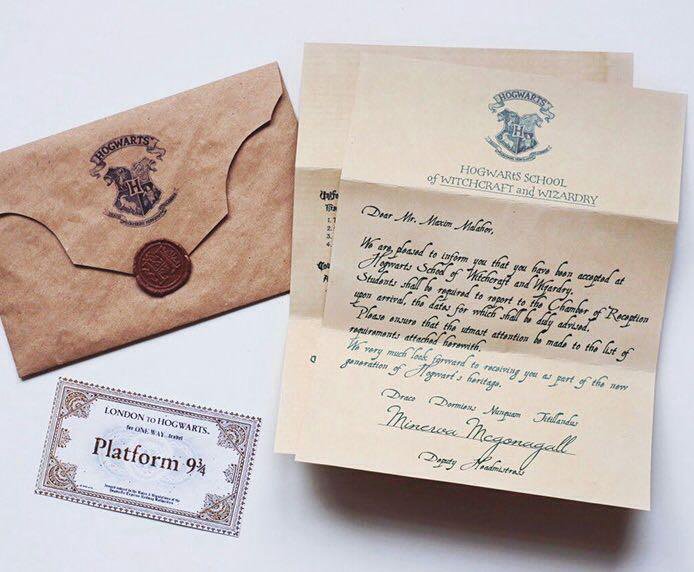 HOGWARTS
H
HOGWARTS
H
HOGWARTS SCHOOL
of WITCHCRAFT and WIZARDRY
Dear Mr. Maxim Malahov,
We are pleased to inform you that you have been accepted at
Hogwarts School of Witchcraft and Wizardry.
Students shall be required to report to the Chamber of Reception
upon arrival, the dates for which shall be duly advised.
Please ensure that the utmost attention be made to the list of
requirements attached herewith.
We very much look forward to receiving you as part of the new
generation of Hogwart's heritage.
Draco Dormiens Nunquam Titillandus
Minerva Mcgonagall
Deputy Headmistress
1.
2.
3.
4.
LONDON to HOGWARTS
for ONE WAY travel
Platform 9¾